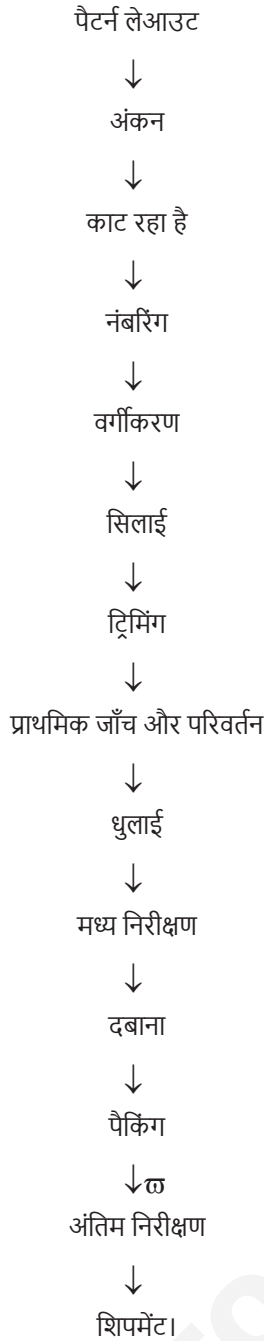 पैटर्न लेआउट
↓
अंकन
↓
काट रहा है
↓
नंबरिंग
↓
वर्गीकरण
↓
सिलाई
↓
ट्रिमिंग
↓
प्राथमिक जाँच और परिवर्तन
↓
धुलाई
↓
मध्य निरीक्षण
↓
दबाना
↓
पैकिंग
↓ϖ
अंतिम निरीक्षण
↓
शिपमेंट।